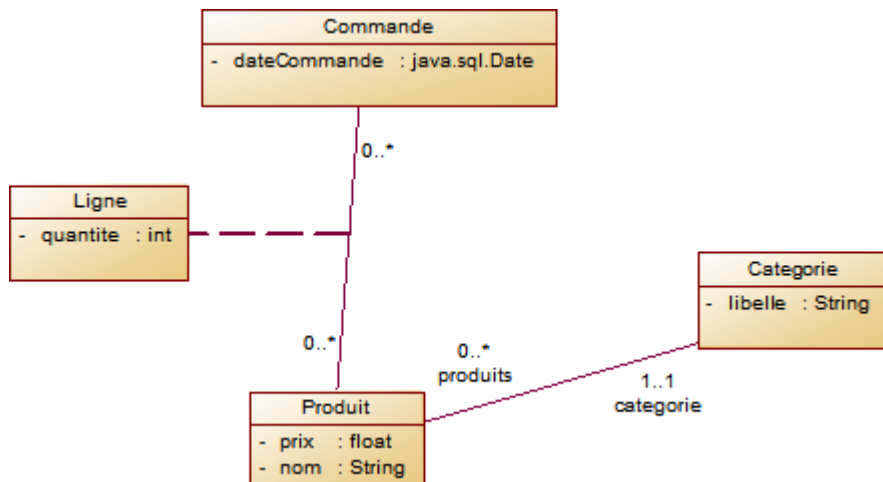 Commande
- dateCommande : java.sql.Date
0..*
Ligne
- quantite : int
Categorie
- libelle : String
0..*
0..*
produits
1..1
categorie
Produit
- prix : float
- nom : String